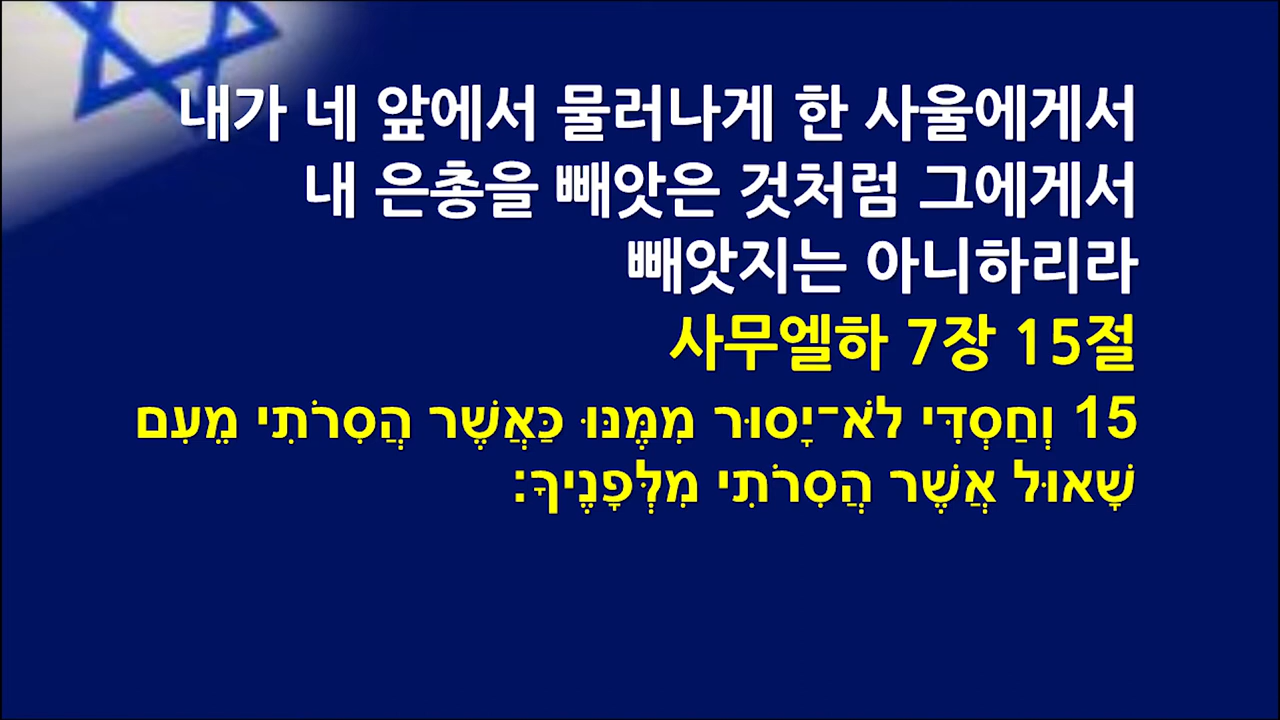 내가 네 앞에서 물러나게 한 사울에게서
내 은총을 빼앗은 것처럼 그에게서
빼앗지는 아니하리라
사무엘하 7장 15절
15 וְחַסְדִּי לֹא־יָסוּר מִמֶּנּוּ כַּאֲשֶׁר הֲסִרֹתִי מֵעִם
שָׁאוּל אֲשֶׁר הֲסִרֹתִי מִלְּפָנֶיךָ׃